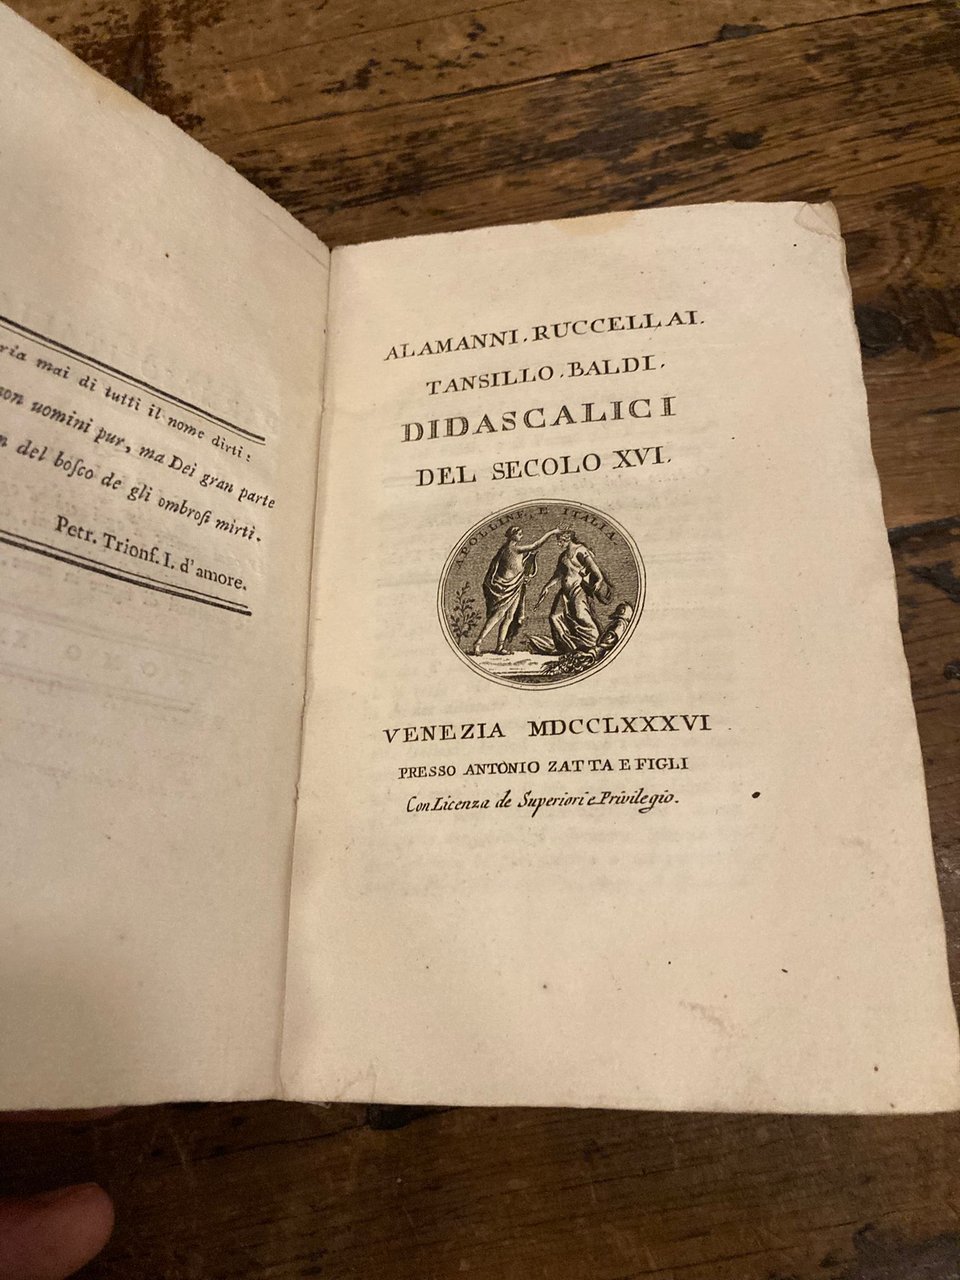 ria mai di tutti il nome dirti:
non uomini pur, ma Dei gran parte
del boſco de gli ombroſi mirti.
Petr. Trionf. I. d'amore.
ALAMANNI. RUCCELLAI.
TANSILLO. BALDI.
DIDASCALICI
DEL SECOLO XVI.
APOLLINE E ITALIA
VENEZIA MDCCLXXXVI.
PRESSO ANTONIO ZATTA E FIGLI
Con Licenza de Superiori e Privilegio.